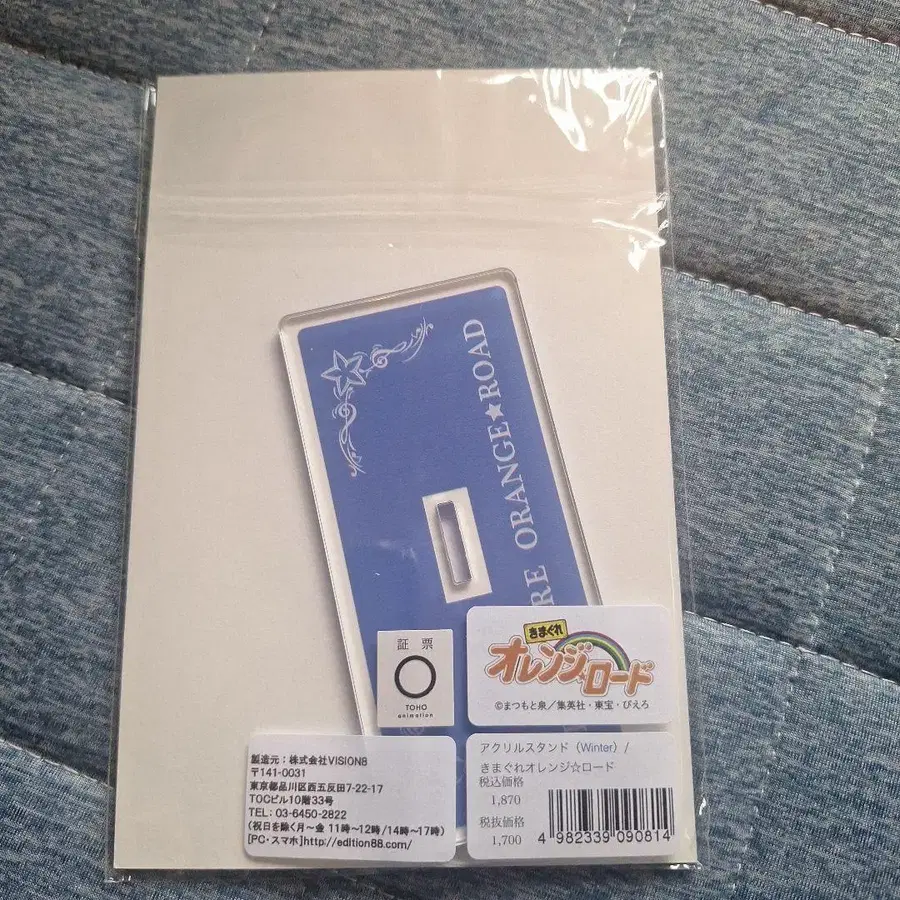 RE ORANGE★ROAD
証票
TOHO
animation
きまぐれ
オレンジ☆ロード
©まつもと泉／集英社・東宝・ぴえろ
製造元：株式会社VISION8
〒141-0031
東京都品川区西五反田7-22-17
TOCビル10階33号
TEL: 03-6450-2822
(祝日を除く月～金 11時～12時/14時～17時)
[PC・スマホ]http://edition88.com/
アクリルスタンド（Winter）/
きまぐれオレンジ☆ロード
税込価格
1,870
税抜価格
1,700
4 982339 090814